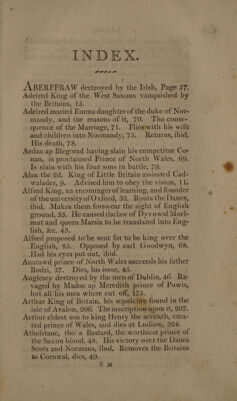 INDEX.
ABERFFRAW destroyed by the Irish, Page 37.
Adelred King of the West Saxons vanquished by
the Britains, 15.
Adelred maried Emma daughter of the duke of Nor-
mandy, and the reasons of it, 70. The conse-
quence of the Marriage, 71. Flies with his wife
and children into Normandy, 75. Returns, ibid.
His death, 78.
Aedan ap Blegorad having slain his competitor Co-
nan, is proclaimed Prince of North Wales, 69.
Is slain with his four sons in battle, 79.
Alan the 2d. King of Little Britain assisted Cad-
walader, 9. Advised him to obey the vision, 11,
Alfred King, an encourager of learning, and founder
of the university of Oxford, 32. Routs the Danes,
ibid. Makes them forswear the sight of English
ground, 33. He caused the law of Dyvnwal Moel-
mut and queen Marsia to be translated into Eng-
lish, &c. 43.
Alfred proposed to be sent for to be king over the
English, 85. Opposed by earl Goodwyn, 68.
Had his eyes put out, ibid.
Anarawd prince of North Wales succeeds his father
Rodri, 37. Dies, his issue, 45.
Anglesey destroyed by the men of Dublin, 46. Ra-
vaged by Madoc ap Meredith prince of Powis,
but all his men where cut off, 175.
Arthur King of Britain, his sepulchre found in the
isle of Avalon, 206. The inscription upon it, 207.
Arthur eldest son to king Henry the seventh, crea-
ted prince of Wales, and dies at Ludlow, 324.
Athelstane, tho' a Bastard, the worthiest prince of
the Saxon blood, 48. His victory over the Danes
Scots and Normans, ibid. Removes the Britains
to Cornwal, dies, 49.
3 M